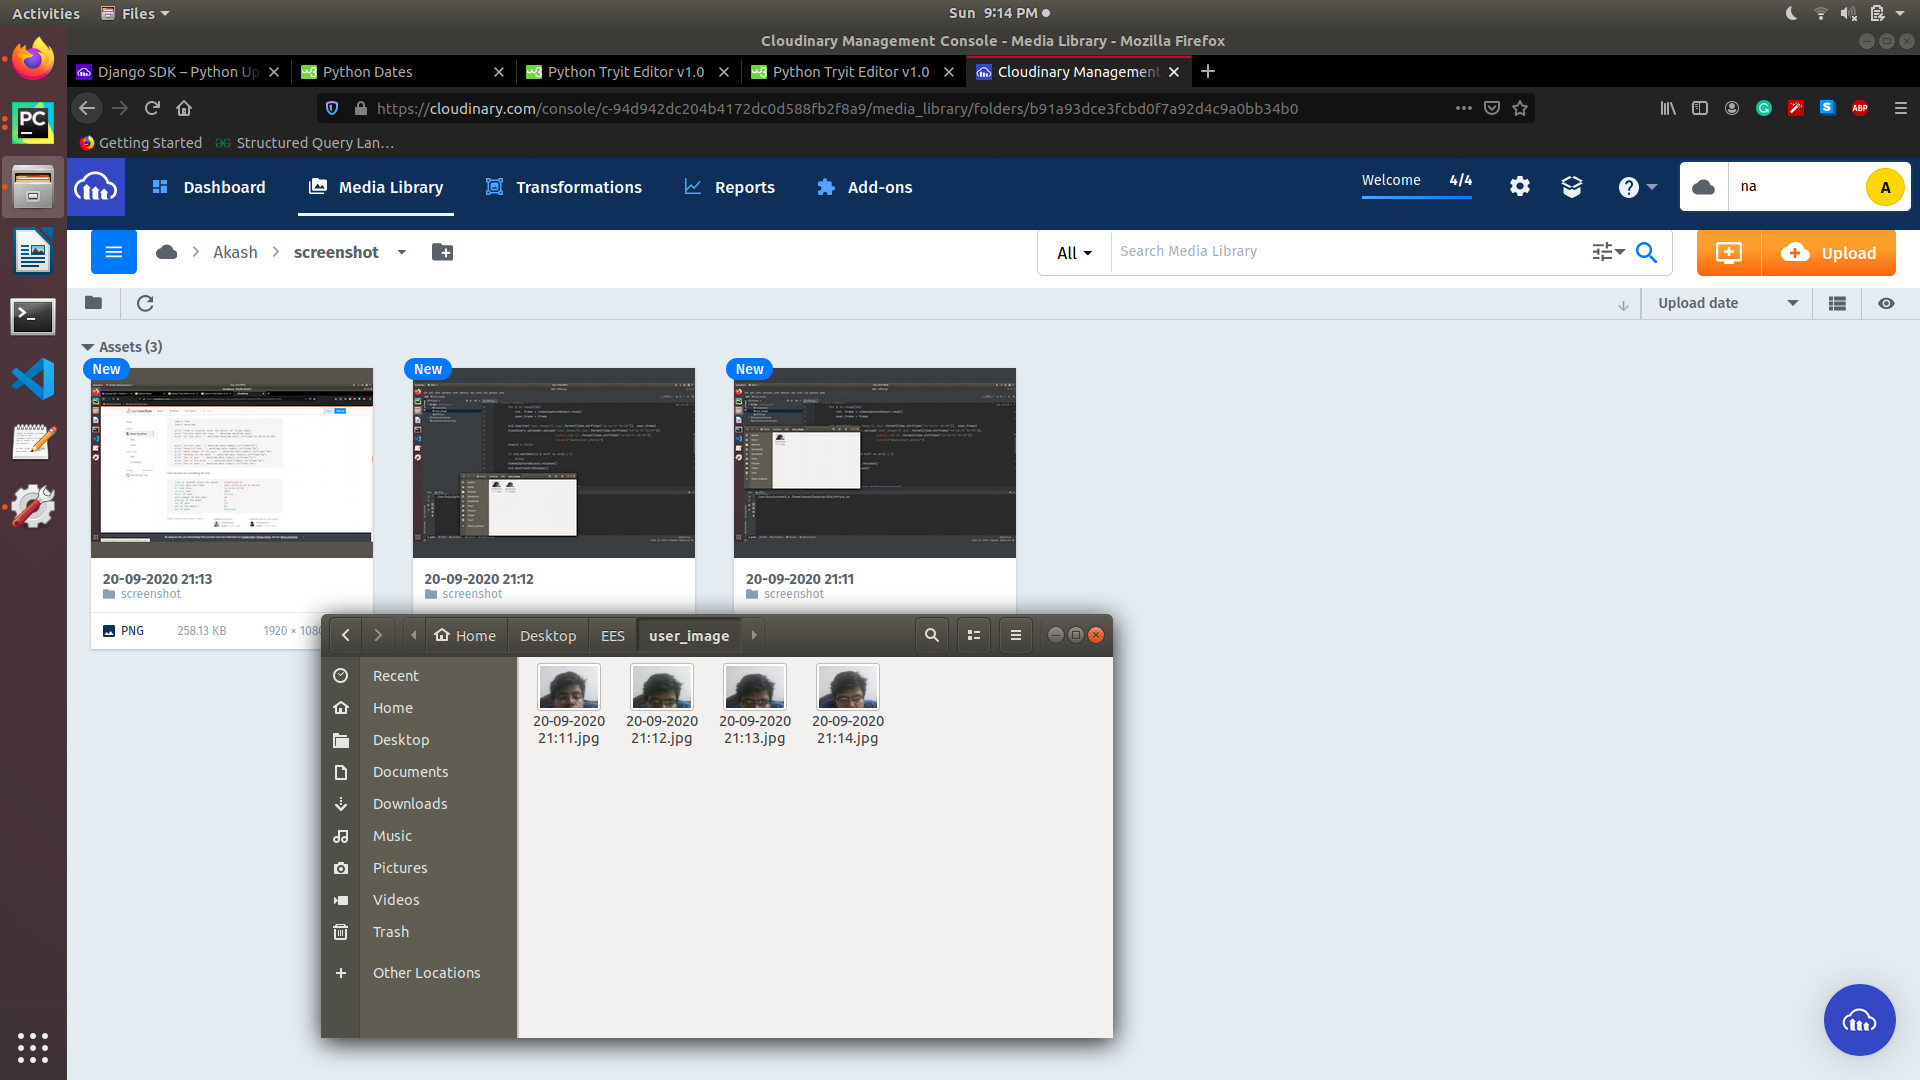 Activities Files Sun 9:14 PM
Cloudinary Management Console - Media Library - Mozilla Firefox
Django SDK – Python Up Python Dates Python Tryit Editor v1.0 Python Tryit Editor v1.0 Cloudinary Management
https://cloudinary.com/console/c-94d942dc204b4172dc0d588fb2f8a9/media_library/folders/b91a93dce3fcbd0f7a92d4c9a0bb34b0
Getting Started Structured Query Lan…
Dashboard Media Library Transformations Reports Add-ons Welcome 4/4 na A
Akash screenshot All Search Media Library Upload
Upload date
Assets (3)
New New New
20-09-2020 21:13 20-09-2020 21:12 20-09-2020 21:11
screenshot screenshot screenshot
PNG 258.13 KB 1920 × 1080
Home Desktop EES user_image
Recent
Home
Desktop
Documents
Downloads
Music
Pictures
Videos
Trash
Other Locations
20-09-2020 20-09-2020 20-09-2020 20-09-2020
21:11.jpg 21:12.jpg 21:13.jpg 21:14.jpg